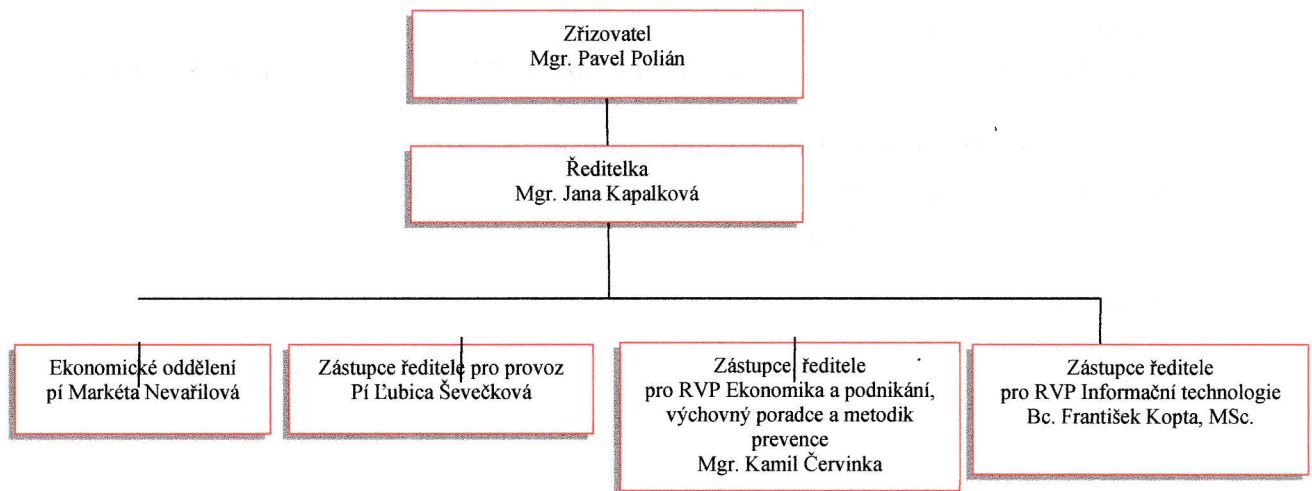 Zřizovatel
Mgr. Pavel Polián
Ředitelka
Mgr. Jana Kapalková
Ekonomické oddělení
pí Markéta Nevařilová
Zástupce ředitele pro provoz
Pí Ľubica Ševečková
Zástupce ředitele
pro RVP Ekonomika a podnikání,
výchovný poradce a metodik
prevence
Mgr. Kamil Červinka
Zástupce ředitele
pro RVP Informační technologie
Bc. František Kopta, MSc.